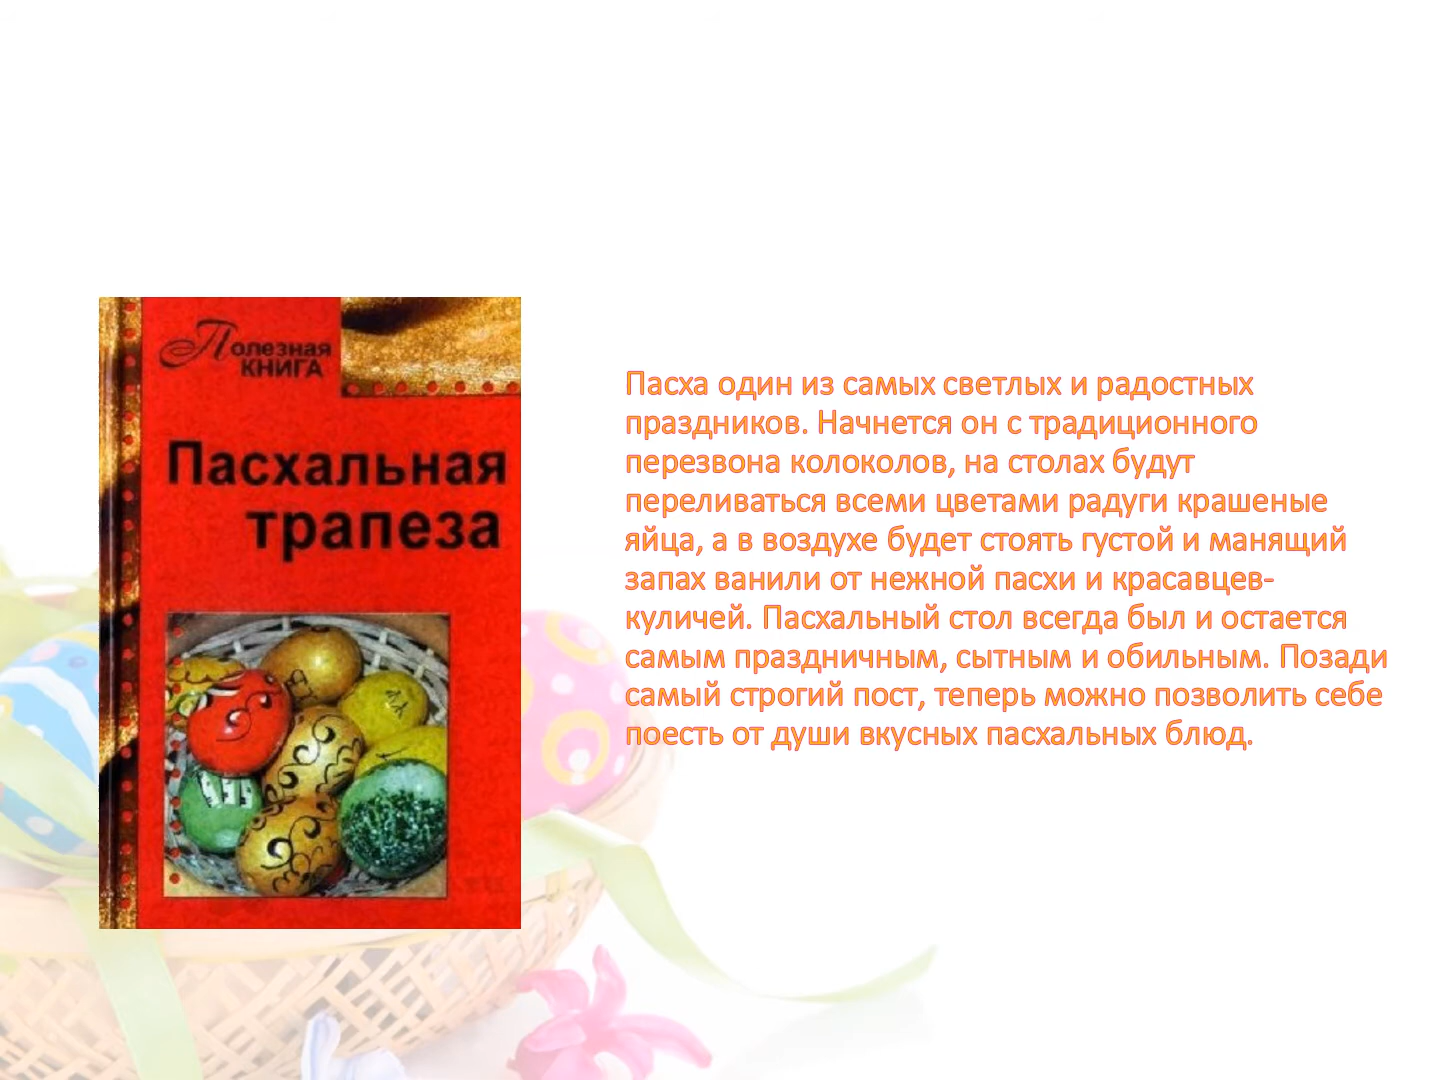 Полезная
КНИГА
Пасхальная
трапеза
Пасха один из самых светлых и радостных
праздников. Начнется он с традиционного
перезвона колоколов, на столах будут
переливаться всеми цветами радуги крашеные
яйца, а в воздухе будет стоять густой и манящий
запах ванили от нежной пасхи и красавцев-
куличей. Пасхальный стол всегда был и остается
самым праздничным, сытным и обильным. Позади
самый строгий пост, теперь можно позволить себе
поесть от души вкусных пасхальных блюд.